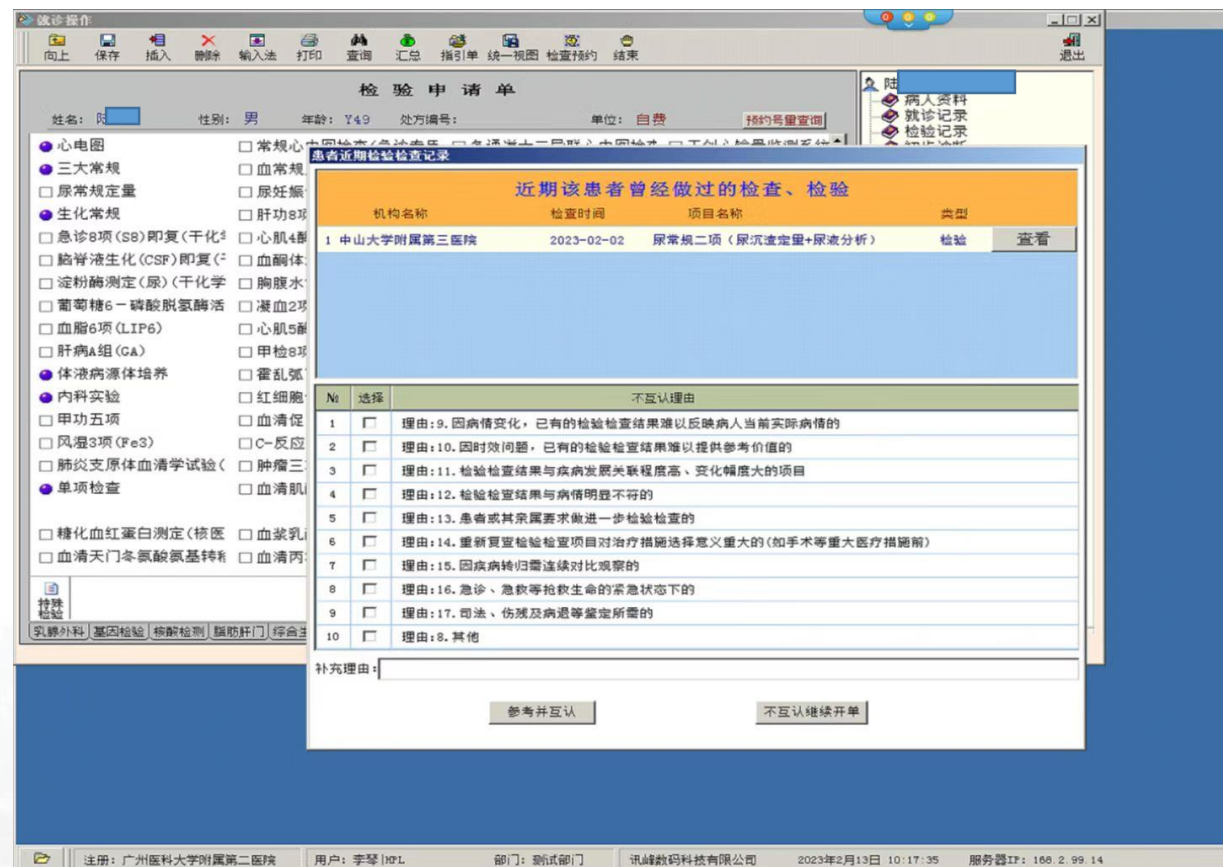 就诊操作
向上 保存 插入 删除 输入法 打印 查询 汇总 指引单 统一视图 检查预约 结束 退出
检 验 申 请 单
姓名: 性别: 男 年龄: Y49 处方编号: 单位: 自费 预约号量查询
陆
病人资料
就诊记录
检验记录
心电图
三大常规 血常规
尿常规定量 尿妊娠
生化常规 肝功8项
急诊8项(S8)即复(干化 心肌4酶
脑脊液生化(CSF)即复( 血酮体
淀粉酶测定(尿)(干化学 胸腹水
葡萄糖6-磷酸脱氢酶活 凝血2项
血脂6项(LIP6) 心肌5酶
肝病A组(GA) 甲检8项
体液病源体培养 霍乱弧
内科实验 红细胞
甲功五项 血清促
风湿3项(Fe3) C-反应
肺炎支原体血清学试验( 肿瘤三
单项检查 血清肌
糖化血红蛋白测定(核医 血浆乳
血清天门冬氨酸氨基转移 血清丙
特殊检验
乳腺外科 基因检验 核酸检测 脂肪肝门 综合
患者近期检验检查记录
近期该患者曾经做过的检查、检验
机构名称 检查时间 项目名称 类型
1 中山大学附属第三医院 2023-02-02 尿常规二项(尿沉渣定量+尿液分析) 检验 查看
№ 选择 不互认理由
1 理由:9.因病情变化,已有的检验检查结果难以反映病人当前实际病情的
2 理由:10.因时效问题,已有的检验检查结果难以提供参考价值的
3 理由:11.检验检查结果与疾病发展关联程度高、变化幅度大的项目
4 理由:12.检验检查结果与病情明显不符的
5 理由:13.患者或其亲属要求做进一步检验检查的
6 理由:14.重新复查检验检查项目对治疗措施选择意义重大的(如手术等重大医疗措施前)
7 理由:15.因疾病转归需连续对比观察的
8 理由:16.急诊、急救等抢救生命的紧急状态下的
9 理由:17.司法、伤残及病退等鉴定所需的
10 理由:8.其他
补充理由:
参考并互认 不互认继续开单
注册: 广州医科大学附属第二医院 用户: 李琴|MPL 部门: 测试部门 讯峰数码科技有限公司 2023年2月13日 10:17:35 服务器IP: 168.2.99.14